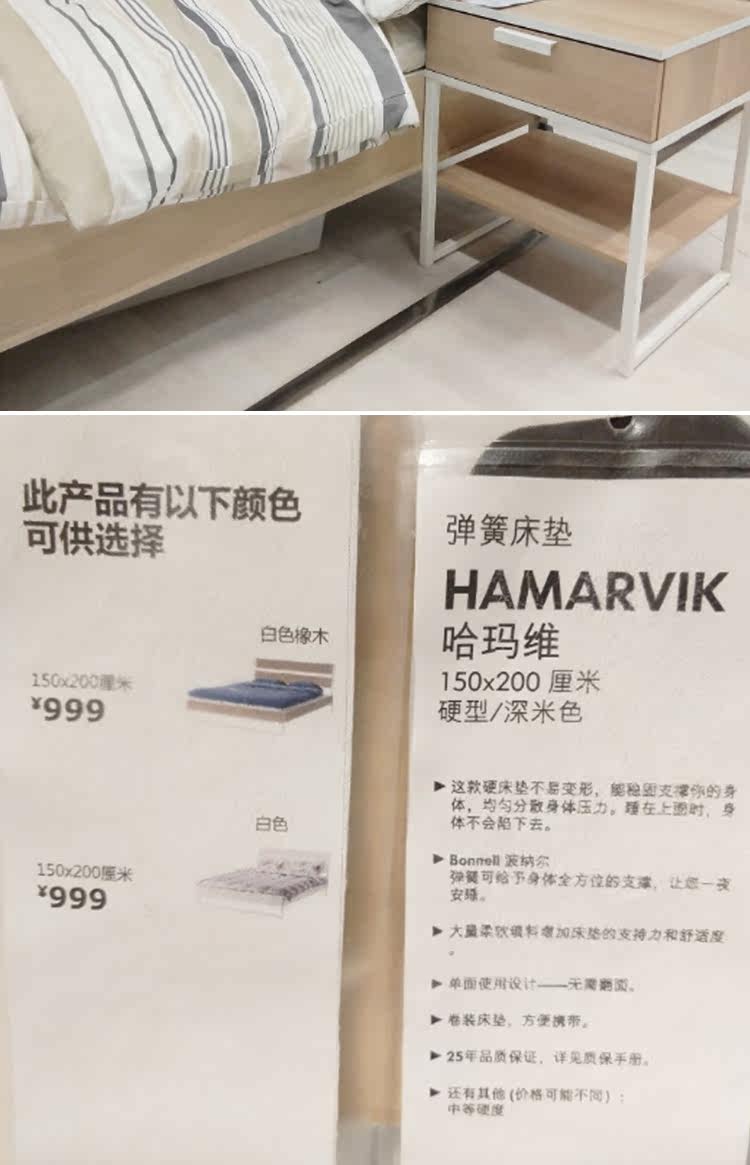 此产品有以下颜色
可供选择
白色橡木
150x200厘米
¥999
白色
150x200厘米
¥999
弹簧床垫
HAMARVIK
哈玛维
150x200 厘米
硬型/深米色
▶ 这款硬床垫不易变形，能稳固支撑你的身
体，均匀分散身体压力。睡在上面时，身
体不会陷下去。
▶ Bonnell 波纳尔
弹簧可给予身体全方位的支撑，让您一夜
安睡。
▶ 大量柔软填料增加床垫的支持力和舒适度
。
▶ 单面使用设计——无需翻面。
▶ 卷装床垫，方便携带。
▶ 25年品质保证，详见质保手册。
▶ 还有其他 (价格可能不同) ：
中等硬度